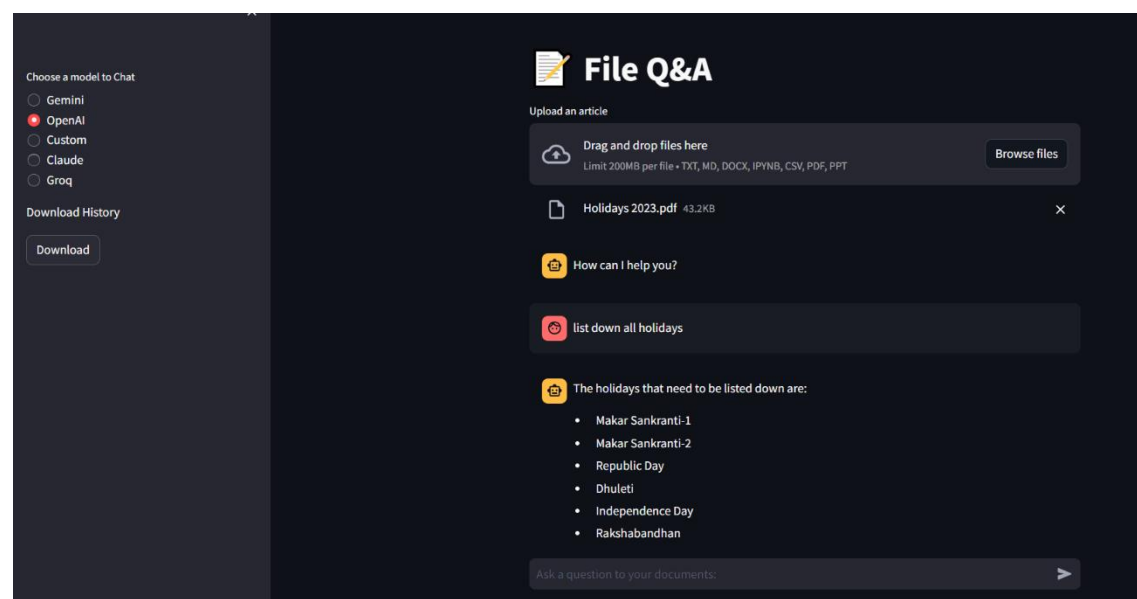 Choose a model to Chat
Gemini
OpenAI
Custom
Claude
Groq
Download History
Download
File Q&A
Upload an article
Drag and drop files here
Limit 200MB per file • TXT, MD, DOCX, IPYNB, CSV, PDF, PPT
Browse files
Holidays 2023.pdf 43.2KB
How can I help you?
list down all holidays
The holidays that need to be listed down are:
• Makar Sankranti-1
• Makar Sankranti-2
• Republic Day
• Dhuleti
• Independence Day
• Rakshabandhan
Ask a question to your documents: